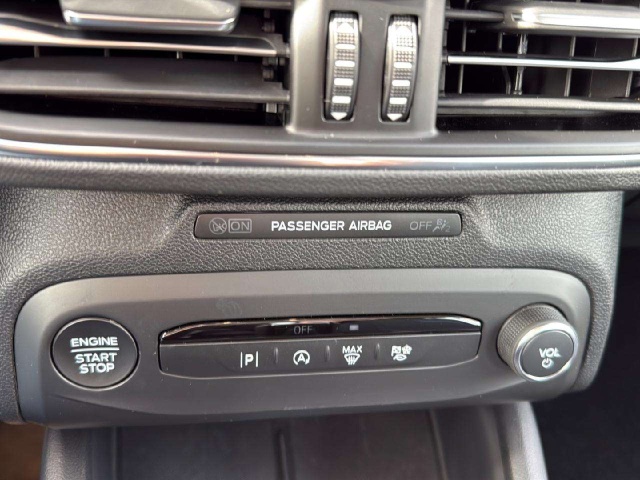 ON PASSENGER AIRBAG OFF
OFF
ENGINE
START
STOP
|P|
A
MAX
VOL